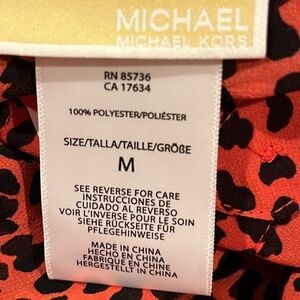 MICHAEL
MICHAEL KORS
RN 85736
CA 17634
100% POLYESTER/POLIÉSTER
SIZE/TALLA/TAILLE/GRÖßE
M
SEE REVERSE FOR CARE
INSTRUCCIONES DE
CUIDADO AL REVERSO
VOIR L'INVERSE POUR LE SOIN
SIEHE RÜCKSEITE FÜR
PFLEGEHINWEISE
MADE IN CHINA
HECHO EN CHINA
FABRIQUE EN CHINE
HERGESTELLT IN CHINA